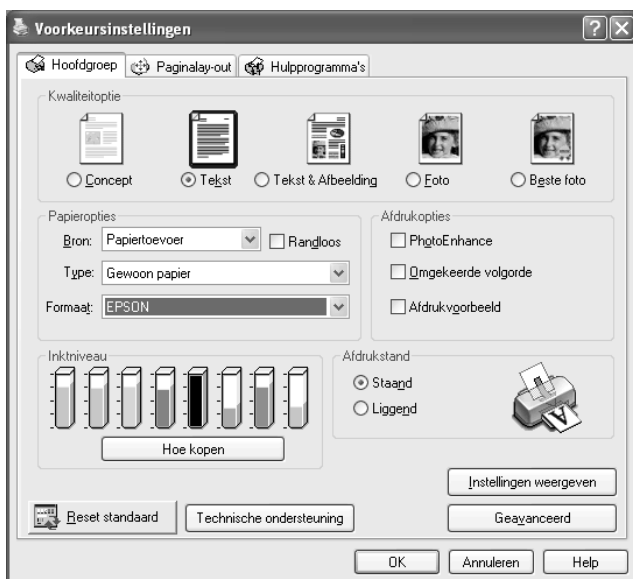 Voorkeursinstellingen
Hoofdgroep Paginalay-out Hulpprogramma's
Kwaliteitoptie
Concept Tekst Tekst & Afbeelding Foto Beste foto
Papieropties
Bron: Papiertoevoer Randloos
Type: Gewoon papier
Formaat: EPSON
Afdrukopties
PhotoEnhance
Omgekeerde volgorde
Afdrukvoorbeeld
Inktniveau
Hoe kopen
Afdrukstand
Staand
Liggend
A
Instellingen weergeven
Reset standaard Technische ondersteuning Geavanceerd
OK Annuleren Help